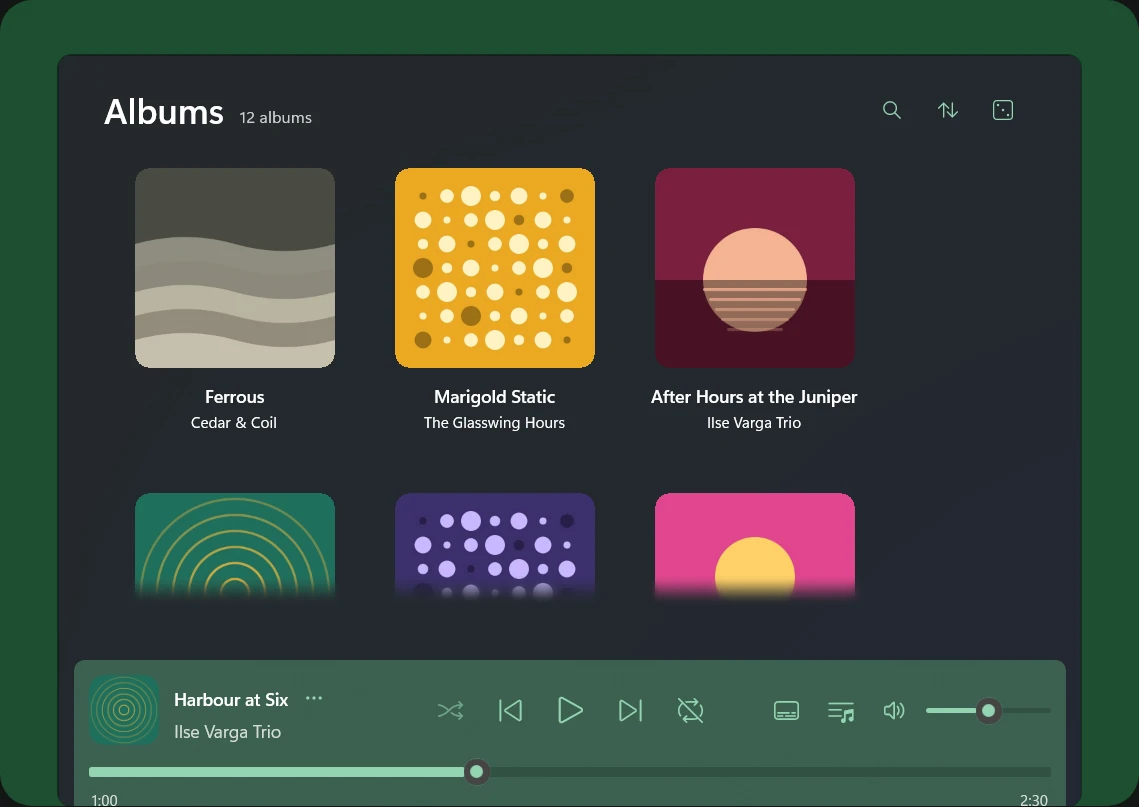 Albums
12 albums
Ferrous
Cedar & Coil
Marigold Static
The Glasswing Hours
After Hours at the Juniper
Ilse Varga Trio
Harbour at Six
Ilse Varga Trio
1:00
2:30